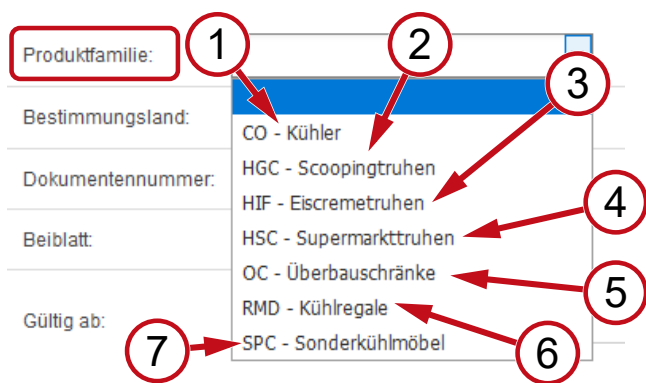 1
2
3
Produktfamilie:
Bestimmungsland:
CO - Kühler
HGC - Scoopingtruhen
Dokumentennummer:
HIF - Eiscremetruhen
4
Beiblatt:
HSC - Supermarkttruhen
OC - Überbauschränke
5
Gültig ab:
RMD - Kühlregale
7
SPC - Sonderkühlmöbel
6